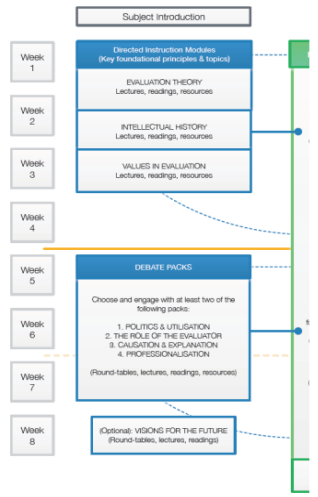 Subject Introduction
Week
1
Directed Instruction Modules
(Key foundational principles & topics)
EVALUATION THEORY
Lectures, readings, resources
Week
2
INTELLECTUAL HISTORY
Lectures, readings, resources
Week
3
VALUES IN EVALUATION
Lectures, readings, resources
Week
4
Week
5
DEBATE PACKS
Choose and engage with at least two of the
following packs:
Week
6
1. POLITICS & UTILISATION
2. THE ROLE OF THE EVALUATOR
3. CAUSATION & EXPLANATION
4. PROFESSIONALISATION
Week
7
(Round-tables, lectures, readings, resources)
Week
8
(Optional): VISIONS FOR THE FUTURE
(Round-tables, lectures, readings)